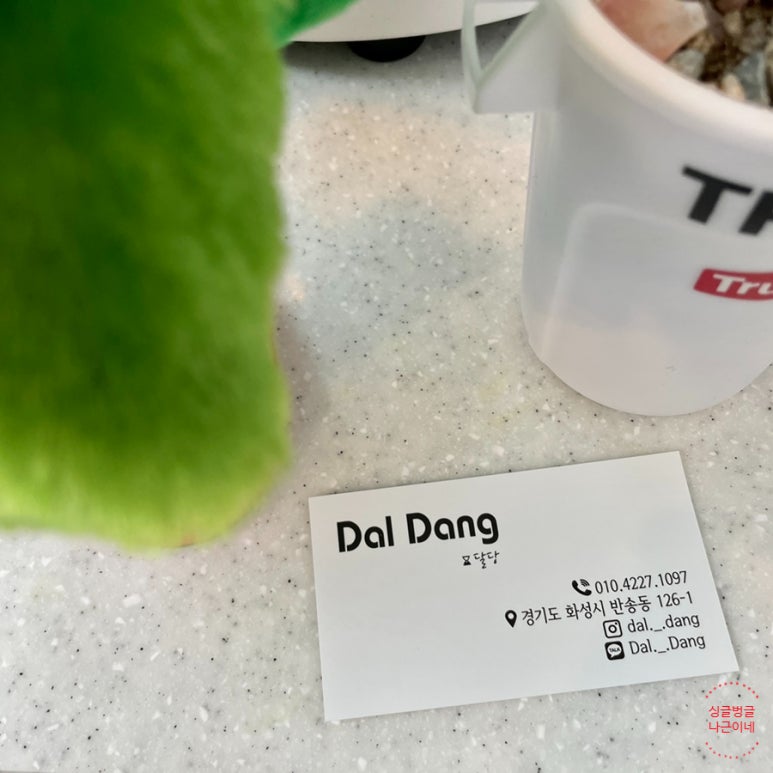 Tru
Dal Dang
달당
010.4227.1097
경기도 화성시 반송동 126-1
dal._.dang
TALK
Dal._.Dang
싱글벙글
나근이네